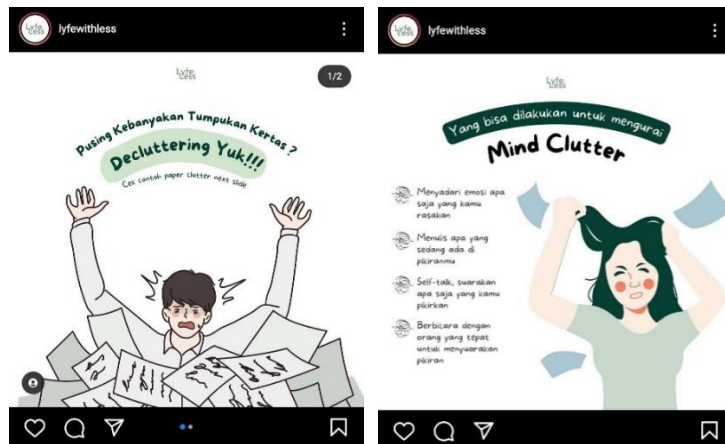 lyfewithless
Lyfe
Less
1/2
Pusing Kebanyakan Tumpukan Kertas ?
Decluttering Yuk!!!
Cek contoh paper clutter next slide
lyfewithless
Lyfe
Less
Yang bisa dilakukan untuk mengurai
Mind Clutter
Menyadari emosi apa
saja yang kamu
rasakan
Menulis apa yang
sedang ada di
pikiranmu
Self-talk, suarakan
apa saja yang kamu
pikirkan
Berbicara dengan
orang yang tepat
untuk menyuarakan
pikiran